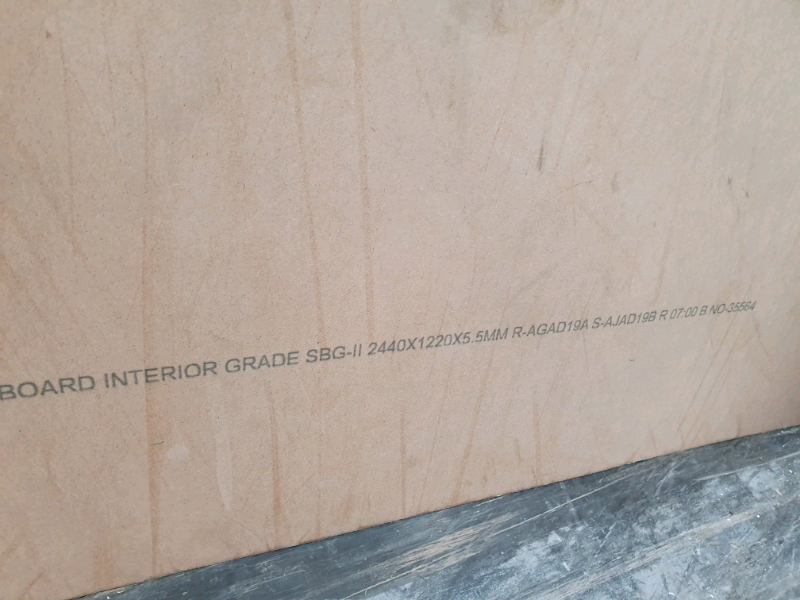 BOARD INTERIOR GRADE SBG-II 2440X1220X5.5MM R-AGAD19A S-AJAD19B R 07:00 B NO-35564